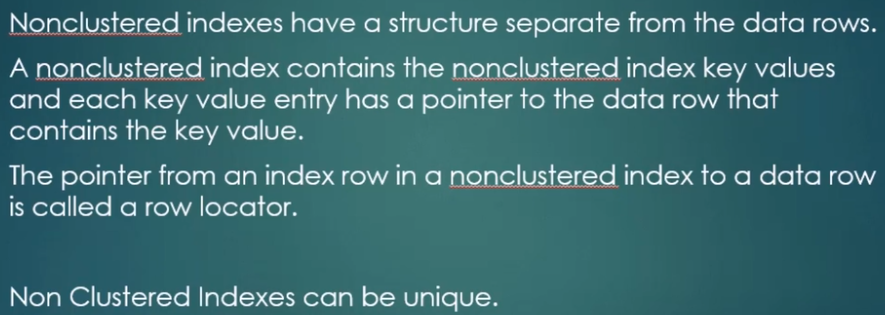 Nonclustered indexes have a structure separate from the data rows.
A nonclustered index contains the nonclustered index key values
and each key value entry has a pointer to the data row that
contains the key value.
The pointer from an index row in a nonclustered index to a data row
is called a row locator.
Non Clustered Indexes can be unique.